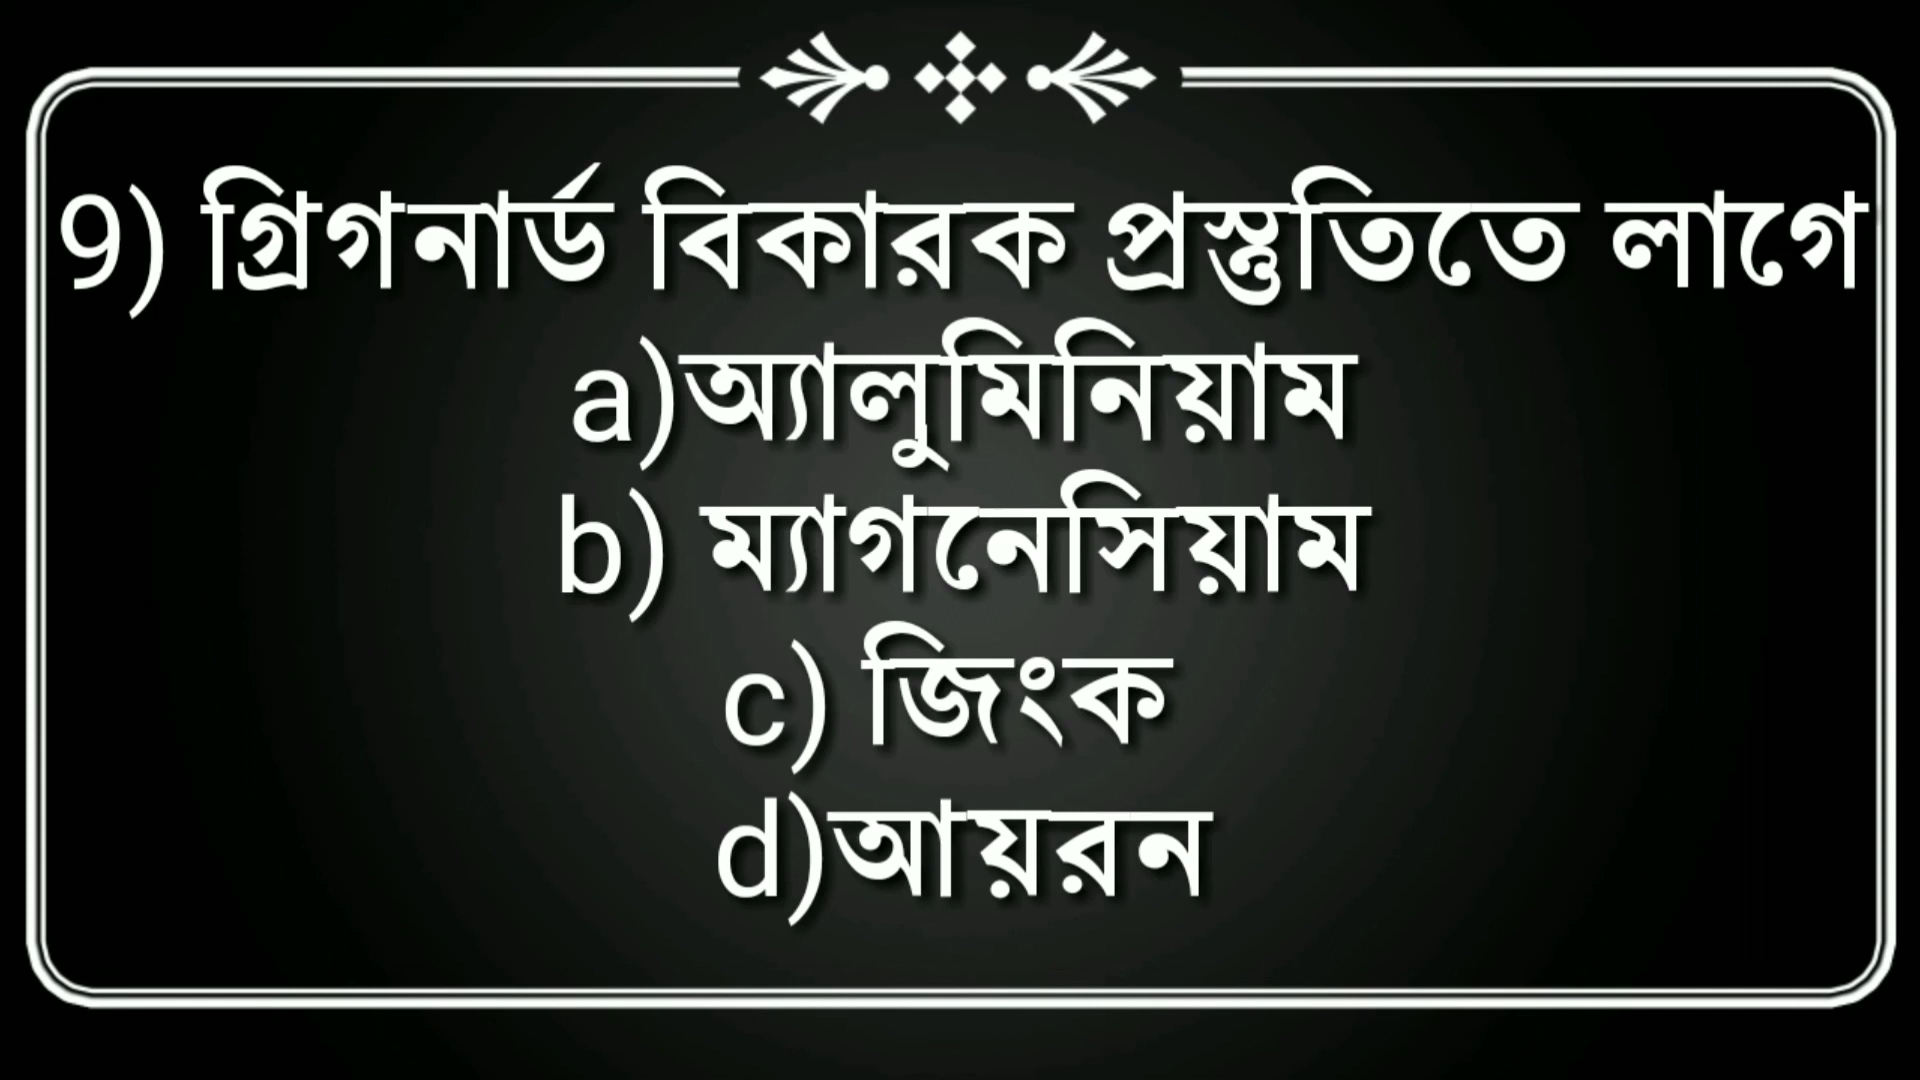 9) গ্রিগনার্ড বিকারক প্রস্তুতিতে লাগে
a)অ্যালুমিনিয়াম
b) ম্যাগনেসিয়াম
c) জিংক
d)আয়রন